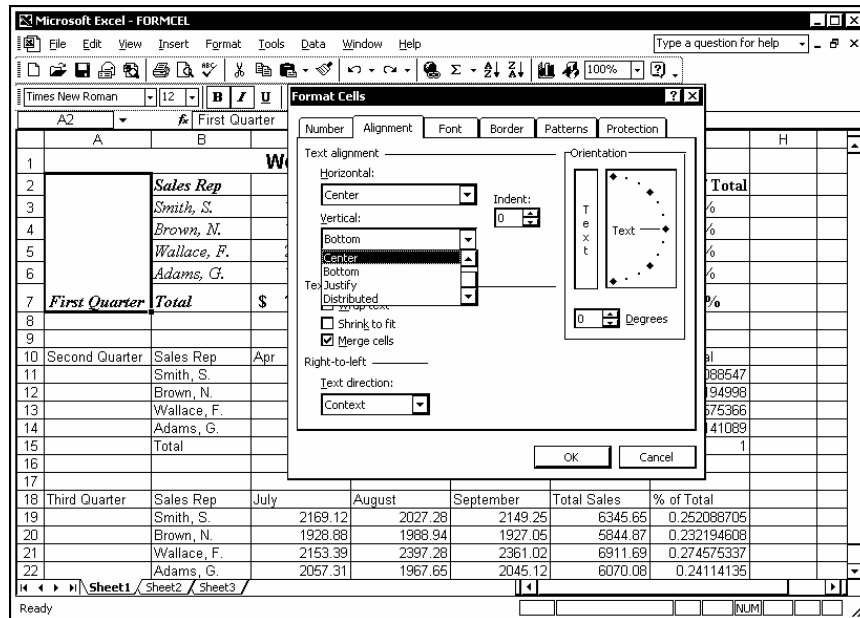 Microsoft Excel - FORMCEL
File Edit View Insert Format Tools Data Window Help Type a question for help
Σ 100%
Times New Roman 12 B I U
A2 fx First Quarter
Format Cells
Number Alignment Font Border Patterns Protection
Text alignment
Horizontal:
Center
Indent:
0
Vertical:
Bottom
Center
Bottom
Justify
Distributed
Wrap text
Shrink to fit
Merge cells
Right-to-left
Text direction:
Context
Orientation
Text
Text
0 Degrees
OK Cancel
A B H
1
2 Sales Rep Total
3 Smith, S.
4 Brown, N.
5 Wallace, F.
6 Adams, G.
7 First Quarter Total $ %
8
9
10 Second Quarter Sales Rep Apr
11 Smith, S. 088547
12 Brown, N. 194998
13 Wallace, F. 575366
14 Adams, G. 141089
15 Total 1
16
17
18 Third Quarter Sales Rep July August September Total Sales % of Total
19 Smith, S. 2169.12 2027.28 2149.25 6345.65 0.252088705
20 Brown, N. 1928.88 1988.94 1927.05 5844.87 0.232194608
21 Wallace, F. 2153.39 2397.28 2361.02 6911.69 0.274575337
22 Adams, G. 2057.31 1967.65 2045.12 6070.08 0.24114135
Sheet1 Sheet2 Sheet3
Ready NUM